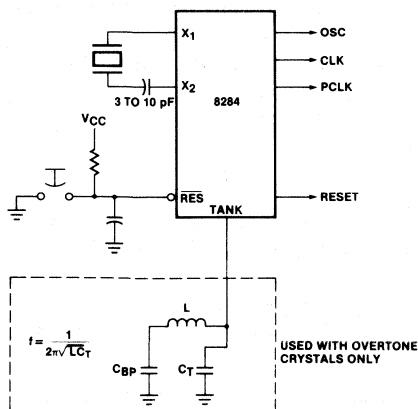 X1
OSC
CLK
X2
8284
PCLK
3 TO 10 pF
VCC
RES
RESET
TANK
L
f = 1 / 2π√LCT
CBP
CT
USED WITH OVERTONE
CRYSTALS ONLY